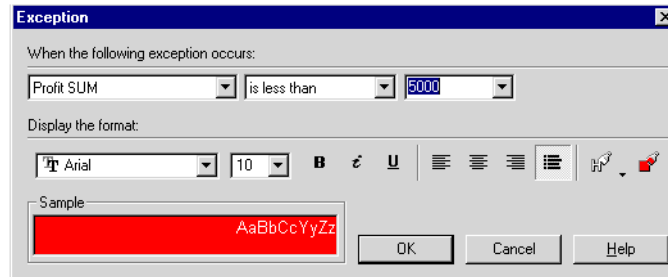 Exception
When the following exception occurs:
Profit SUM is less than 5000
Display the format:
Arial 10 B i U
Sample
AaBbCcYyZz
OK Cancel Help